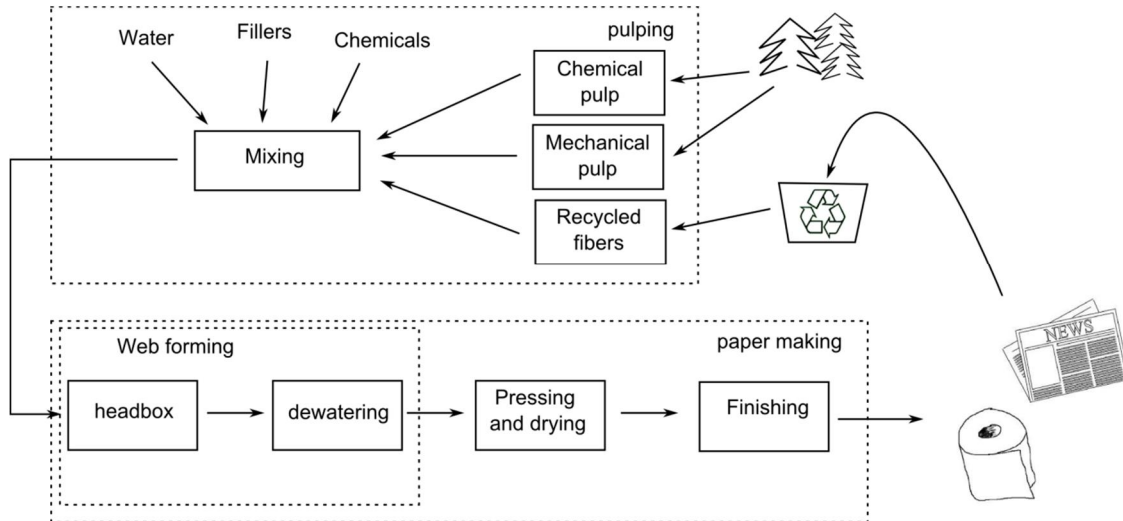 pulping
Water
Fillers
Chemicals
Chemical
pulp
Mixing
Mechanical
pulp
Recycled
fibers
Web forming
paper making
headbox
dewatering
Pressing
and drying
Finishing
NEWS